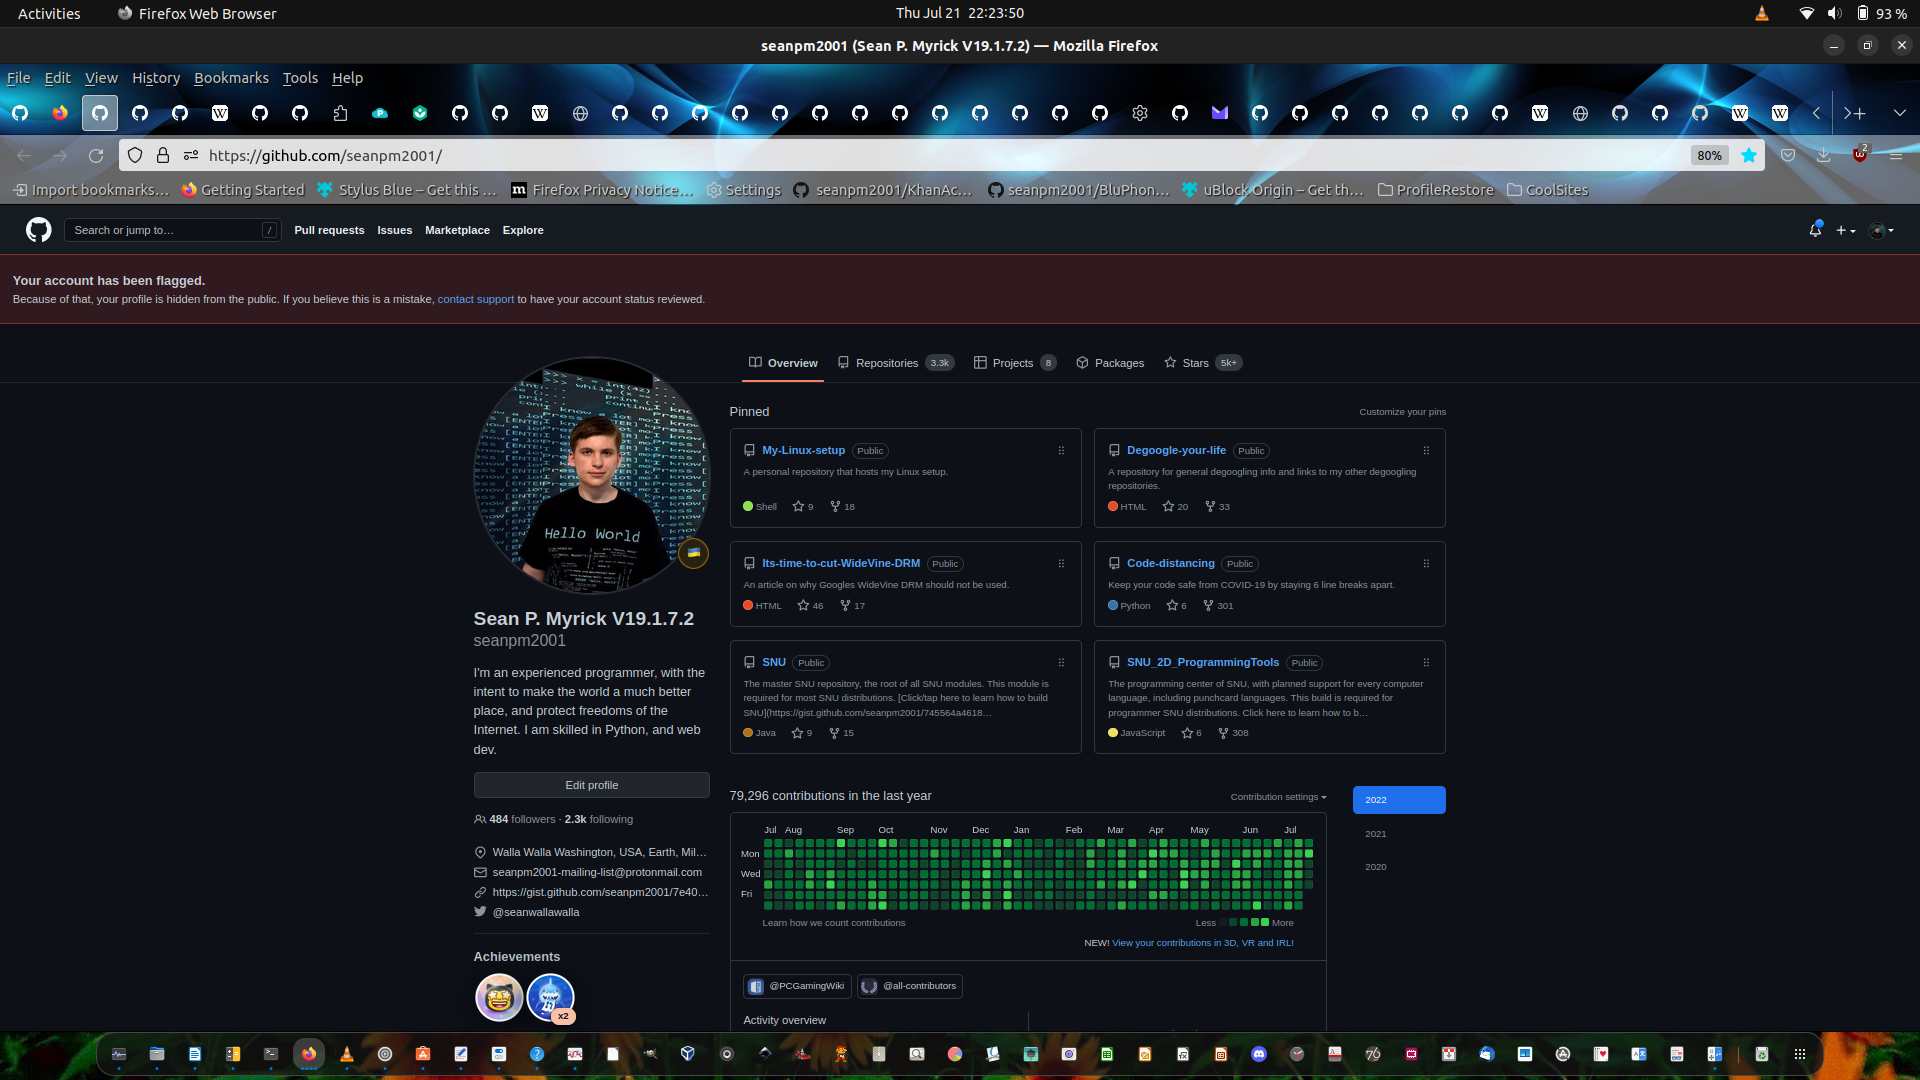 Activities
Firefox Web Browser
Thu Jul 21 22:23:50
93 %
seanpm2001 (Sean P. Myrick V19.1.7.2) — Mozilla Firefox
File Edit View History Bookmarks Tools Help
https://github.com/seanpm2001/
80%
2
Import bookmarks…
Getting Started
Stylus Blue – Get this …
Firefox Privacy Notice…
Settings
seanpm2001/KhanAc…
seanpm2001/BluPhon…
uBlock Origin – Get th…
ProfileRestore
CoolSites
Search or jump to…
/
Pull requests
Issues
Marketplace
Explore
Your account has been flagged.
Because of that, your profile is hidden from the public. If you believe this is a mistake, contact support to have your account status reviewed.
Overview
Repositories 3.3k
Projects 8
Packages
Stars 5k+
Hello World
Sean P. Myrick V19.1.7.2
seanpm2001
I'm an experienced programmer, with the
intent to make the world a much better
place, and protect freedoms of the
Internet. I am skilled in Python, and web
dev.
Edit profile
484 followers · 2.3k following
Walla Walla Washington, USA, Earth, Mil…
seanpm2001-mailing-list@protonmail.com
https://gist.github.com/seanpm2001/7e40…
@seanwallawalla
Achievements
x2
Pinned
Customize your pins
My-Linux-setup Public
A personal repository that hosts my Linux setup.
Shell 9 18
Degoogle-your-life Public
A repository for general degoogling info and links to my other degoogling
repositories.
HTML 20 33
Its-time-to-cut-WideVine-DRM Public
An article on why Googles WideVine DRM should not be used.
HTML 46 17
Code-distancing Public
Keep your code safe from COVID-19 by staying 6 line breaks apart.
Python 6 301
SNU Public
The master SNU repository, the root of all SNU modules. This module is
required for most SNU distributions. [Click/tap here to learn how to build
SNU](https://gist.github.com/seanpm2001/745564a4618…
Java 9 15
SNU_2D_ProgrammingTools Public
The programming center of SNU, with planned support for every computer
language, including punchcard languages. This build is required for
programmer SNU distributions. Click here to learn how to b…
JavaScript 6 308
79,296 contributions in the last year
Contribution settings
2022
2021
2020
Jul Aug Sep Oct Nov Dec Jan Feb Mar Apr May Jun Jul
Mon
Wed
Fri
Learn how we count contributions
Less More
NEW! View your contributions in 3D, VR and IRL!
@PCGamingWiki
@all-contributors
Activity overview